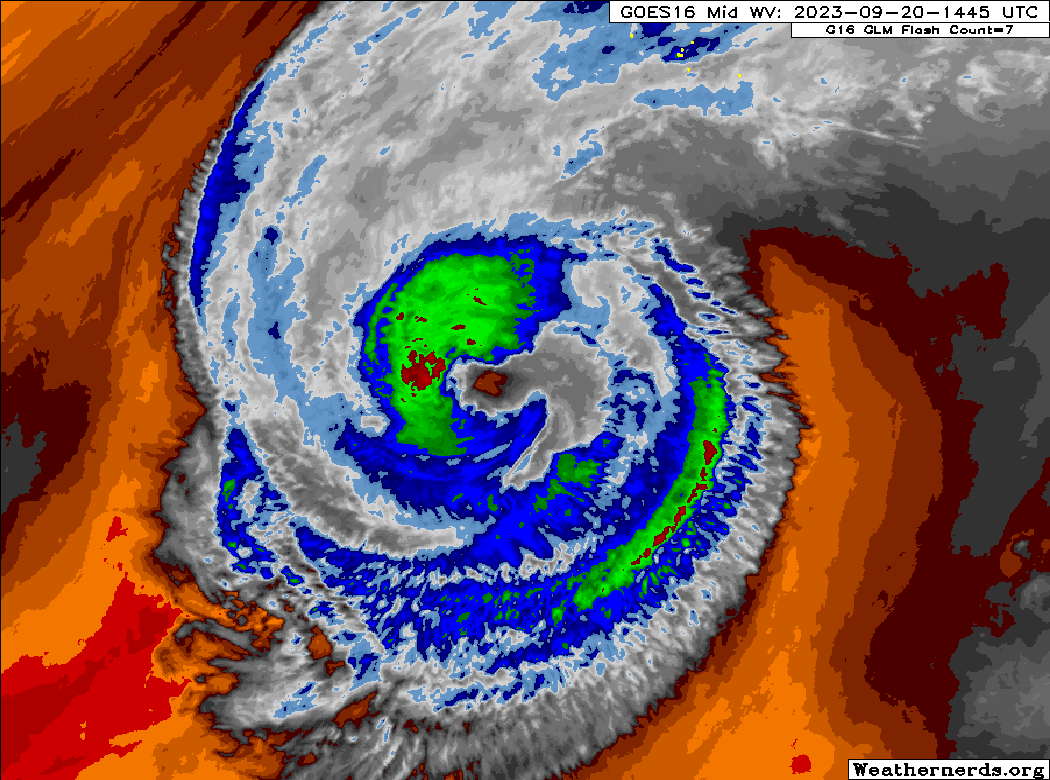 GOES16 Mid WV: 2023-09-20-1445 UTC
G16 GLM Flash Count=7
Weathernerds.org